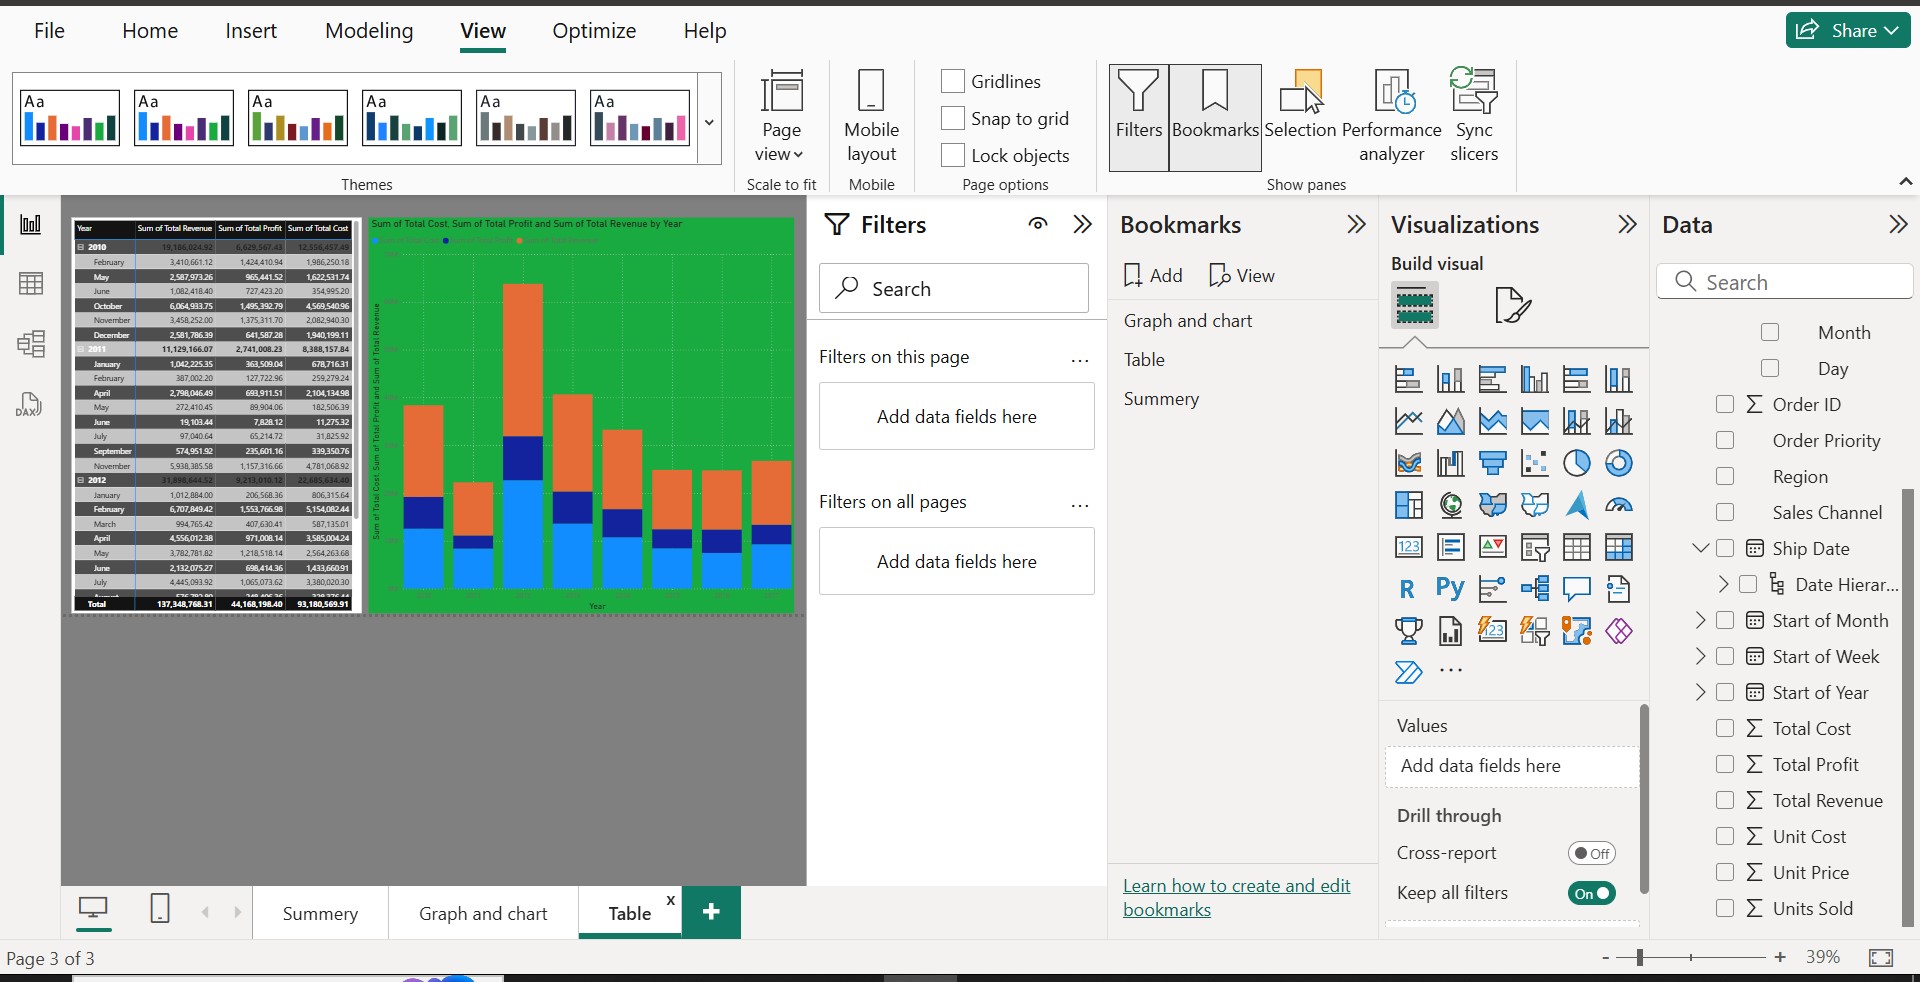 File Home Insert Modeling View Optimize Help Share
Aa Aa Aa Aa Aa Aa
Page view
Mobile layout
Gridlines
Snap to grid
Lock objects
Filters Bookmarks Selection Performance analyzer Sync slicers
Themes Scale to fit Mobile Page options Show panes
DAX
Year Sum of Total Revenue Sum of Total Profit Sum of Total Cost
2010 19,186,024.92 6,629,567.43 12,556,457.49
February 3,410,661.12 1,424,410.94 1,986,250.18
May 2,587,973.26 965,441.52 1,622,531.74
June 1,082,418.40 727,423.20 354,995.20
October 6,064,933.75 1,495,392.79 4,569,540.96
November 3,458,252.00 1,375,311.70 2,082,940.30
December 2,581,786.39 641,587.28 1,940,199.11
2011 11,129,166.07 2,741,008.23 8,388,157.84
January 1,042,225.35 363,509.04 678,716.31
February 387,002.20 127,722.96 259,279.24
April 2,798,046.49 693,911.51 2,104,134.98
May 272,410.45 89,904.06 182,506.39
June 19,103.44 7,828.12 11,275.32
July 97,040.64 65,214.72 31,825.92
September 574,951.92 235,601.16 339,350.76
November 5,938,385.58 1,157,316.66 4,781,068.92
2012 31,898,644.52 9,213,010.12 22,685,634.40
January 1,012,884.00 206,568.36 806,315.64
February 6,707,849.42 1,553,766.98 5,154,082.44
March 994,765.42 407,630.41 587,135.01
April 4,556,012.38 971,008.14 3,585,004.24
May 3,782,781.82 1,218,518.14 2,564,263.68
June 2,132,075.27 698,414.36 1,433,660.91
July 4,445,093.92 1,065,073.62 3,380,020.30
Total 137,348,768.31 44,168,198.40 93,180,569.91
Sum of Total Cost, Sum of Total Profit and Sum of Total Revenue by Year
Sum of Total Cost, Sum of Total Profit and Sum of Total Revenue
Year
Filters
Search
Filters on this page ...
Add data fields here
Filters on all pages ...
Add data fields here
Bookmarks
Add View
Graph and chart
Table
Summery
Learn how to create and edit
bookmarks
Visualizations
Build visual
123
R Py
123
...
Values
Add data fields here
Drill through
Cross-report Off
Keep all filters On
Data
Search
Month
Day
Order ID
Order Priority
Region
Sales Channel
Ship Date
Date Hierar...
Start of Month
Start of Week
Start of Year
Total Cost
Total Profit
Total Revenue
Unit Cost
Unit Price
Units Sold
Summery Graph and chart Table x +
Page 3 of 3 - + 39%